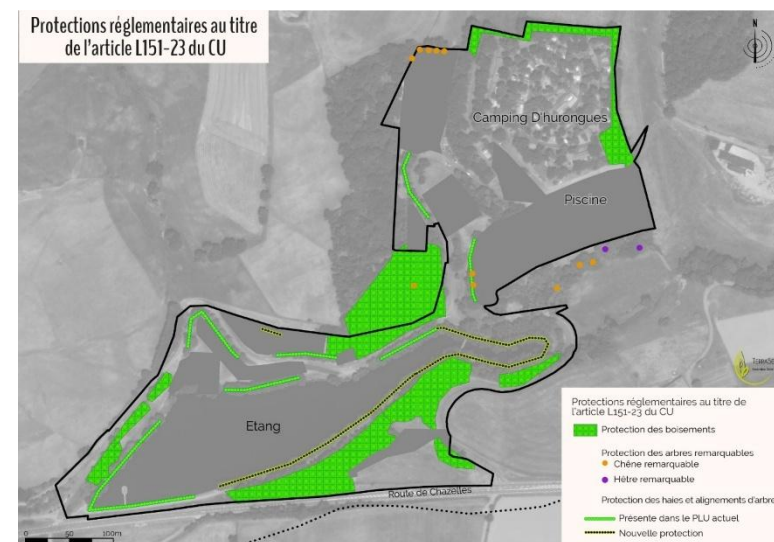 Protections réglementaires au titre
de l'article L151-23 du CU
N
Camping D'hurongues
Piscine
Etang
Route de Chazelles
0 50 100m
Protections réglementaires au titre de
l'article L151-23 du CU
Protection des boisements
Protection des arbres remarquables
Chêne remarquable
Hêtre remarquable
Protection des haies et alignements d'arbre
Présente dans le PLU actuel
Nouvelle protection